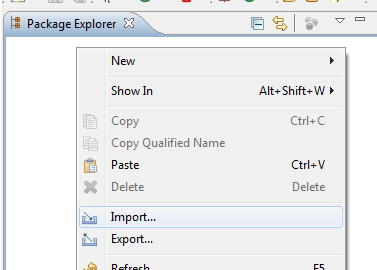 Package Explorer
New
Show In Alt+Shift+W
Copy Ctrl+C
Copy Qualified Name
Paste Ctrl+V
Delete Delete
Import...
Export...
Refresh F5